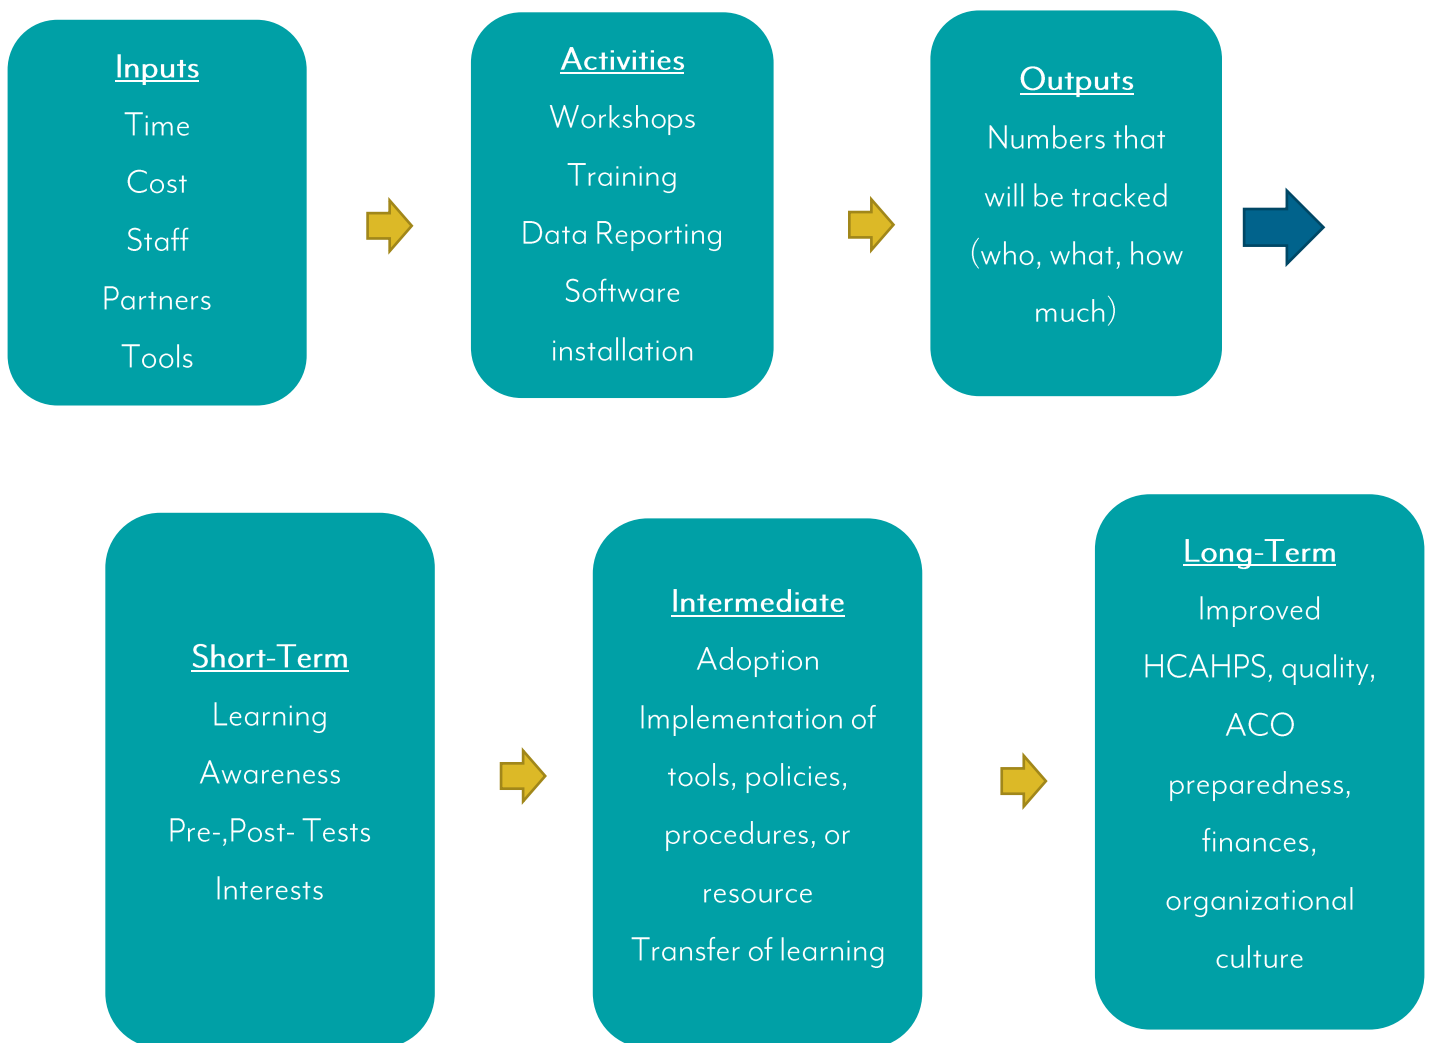 Inputs
Time
Cost
Staff
Partners
Tools
Activities
Workshops
Training
Data Reporting
Software
installation
Outputs
Numbers that
will be tracked
(who, what, how
much)
Short-Term
Learning
Awareness
Pre-,Post- Tests
Interests
Intermediate
Adoption
Implementation of
tools, policies,
procedures, or
resource
Transfer of learning
Long-Term
Improved
HCAHPS, quality,
ACO
preparedness,
finances,
organizational
culture